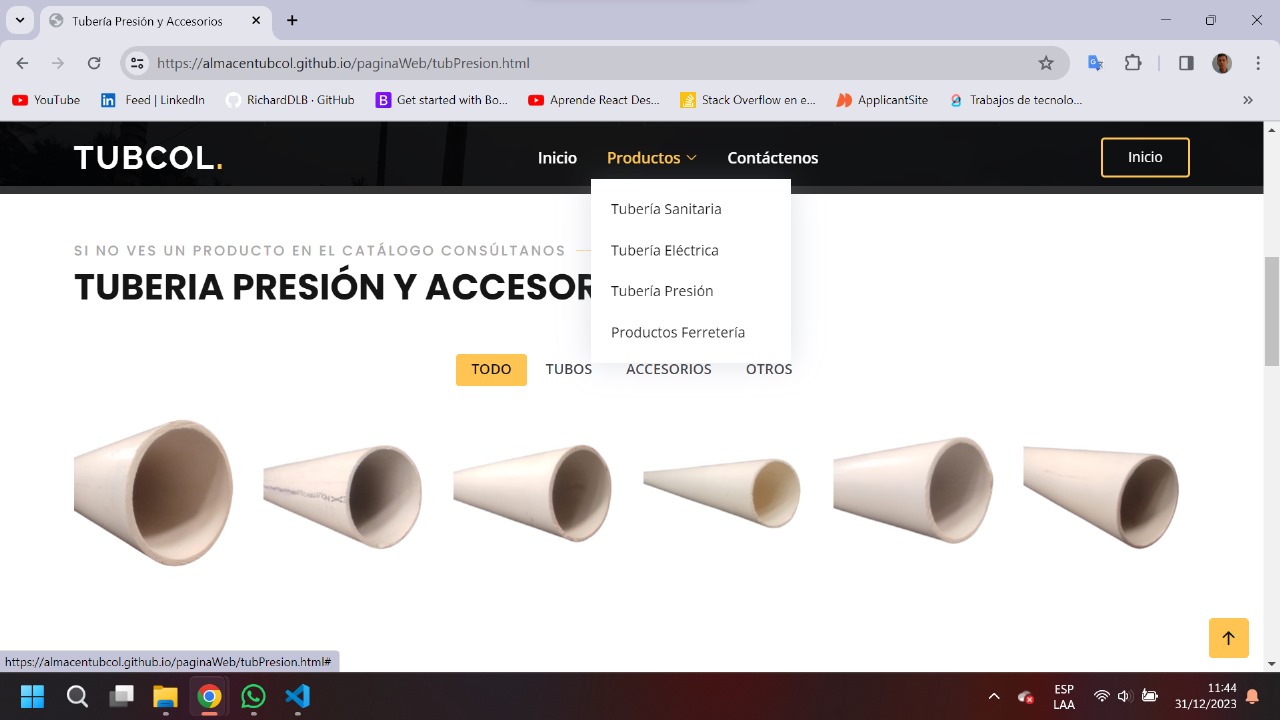 Tubería Presión y Accesorios
https://almacentubcol.github.io/paginaWeb/tubPresion.html
YouTube
Feed | LinkedIn
RichardDLB · GitHub
Get started with Bo...
Aprende React Des...
Stack Overflow en e...
ApplicantSite
Trabajos de tecnolo...
TUBCOL.
Inicio
Productos
Contáctenos
Inicio
Tubería Sanitaria
Tubería Eléctrica
Tubería Presión
Productos Ferretería
SI NO VES UN PRODUCTO EN EL CATÁLOGO CONSÚLTANOS
TUBERIA PRESIÓN Y ACCESOR
TODO
TUBOS
ACCESORIOS
OTROS
https://almacentubcol.github.io/paginaWeb/tubPresion.html#
ESP
LAA
11:44
31/12/2023